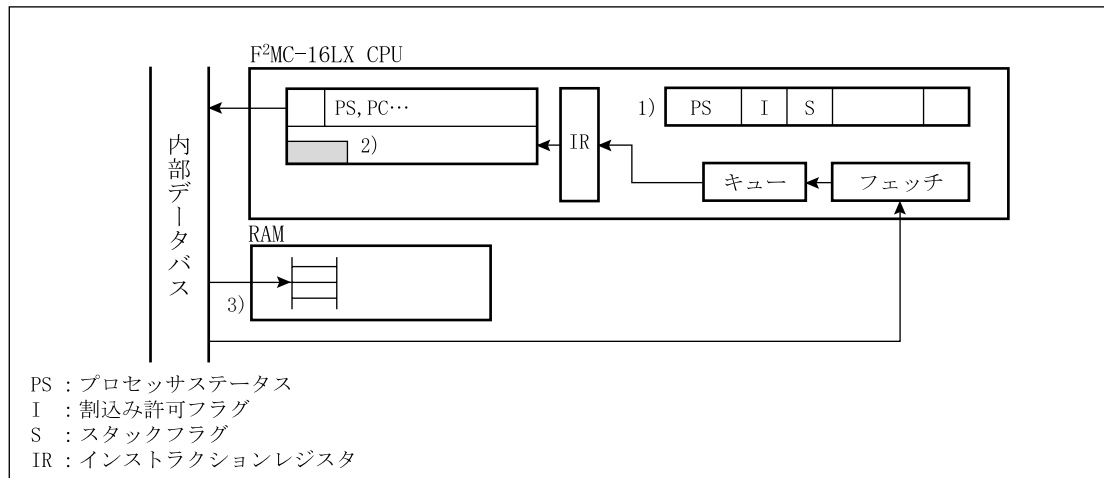 F²MC-16LX CPU
PS,PC…
2)
IR
1)
PS I S
キュー
フェッチ
内部データバス
RAM
3)
PS : プロセッサステータス
I : 割込み許可フラグ
S : スタックフラグ
IR : インストラクションレジスタ